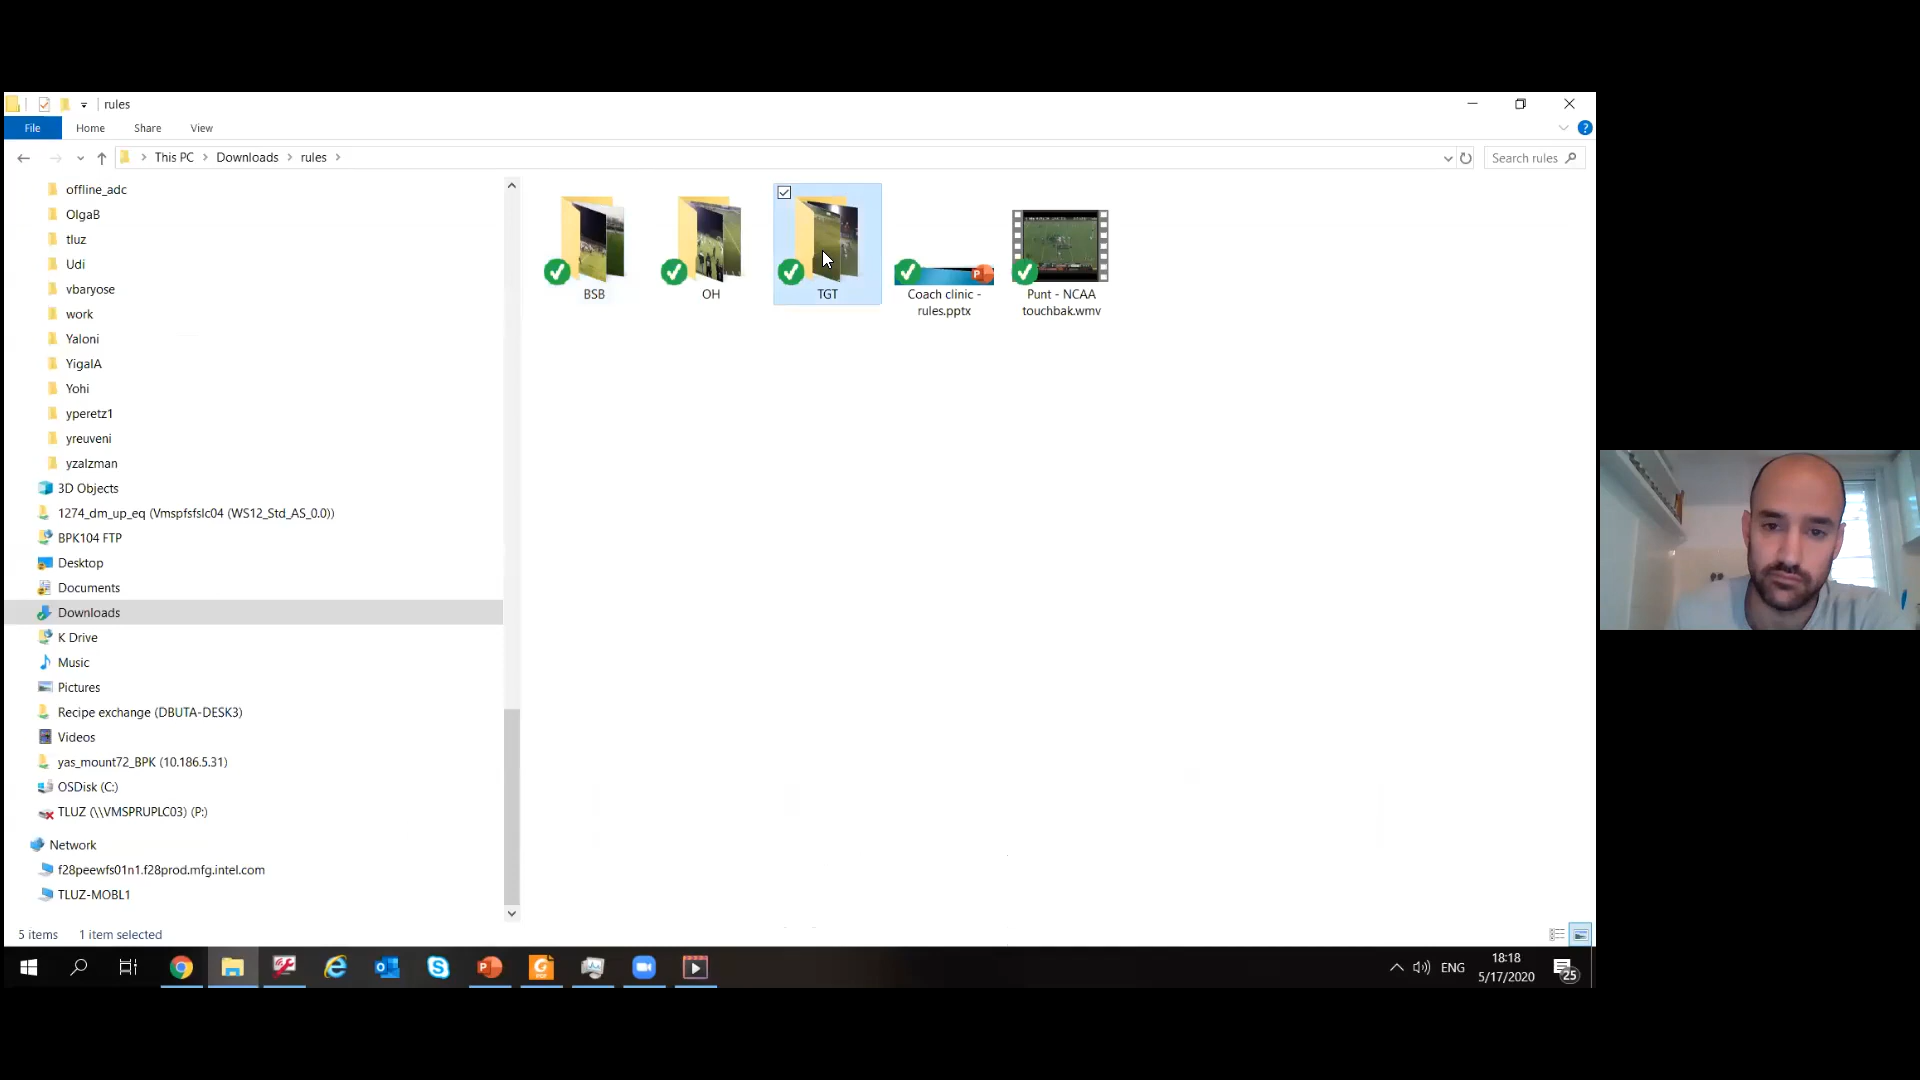 rules
File Home Share View
This PC Downloads rules
Search rules
offline_adc
OlgaB
tluz
Udi
vbaryose
work
Yaloni
YigalA
Yohi
yperetz1
yreuveni
yzalzman
3D Objects
1274_dm_up_eq (Vmspfsfslc04 (WS12_Std_AS_0.0))
BPK104 FTP
Desktop
Documents
Downloads
K Drive
Music
Pictures
Recipe exchange (DBUTA-DESK3)
Videos
yas_mount72_BPK (10.186.5.31)
OSDisk (C:)
TLUZ (\\VMSPRUPLC03) (P:)
Network
f28peewfs01n1.f28prod.mfg.intel.com
TLUZ-MOBL1
BSB
OH
TGT
Coach clinic -
rules.pptx
Punt - NCAA
touchbak.wmv
5 items 1 item selected
ENG
18:18
5/17/2020
25